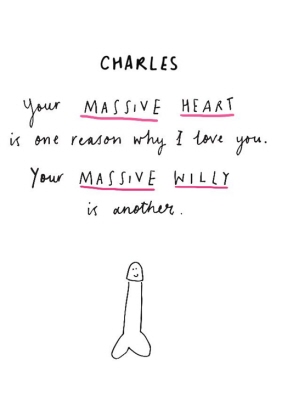 CHARLES
Your MASSIVE HEART
is one reason why I love you.
Your MASSIVE WILLY
is another.